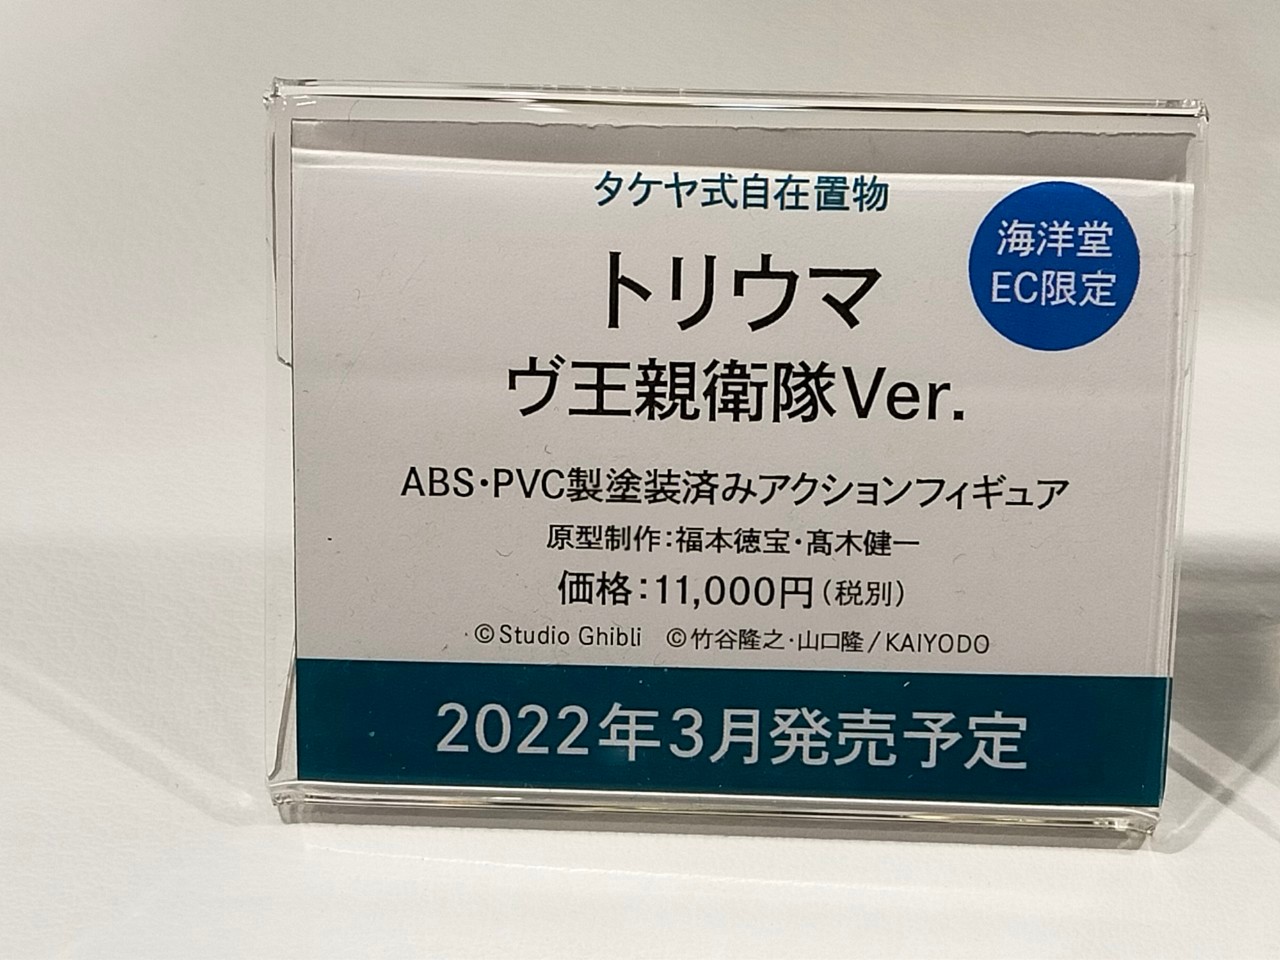 タケヤ式自在置物
海洋堂
EC限定
トリウマ
ヴ王親衛隊Ver.
ABS・PVC製塗装済みアクションフィギュア
原型制作：福本徳宝・髙木健一
価格：11,000円（税別）
©Studio Ghibli　©竹谷隆之・山口隆/KAIYODO
2022年3月発売予定